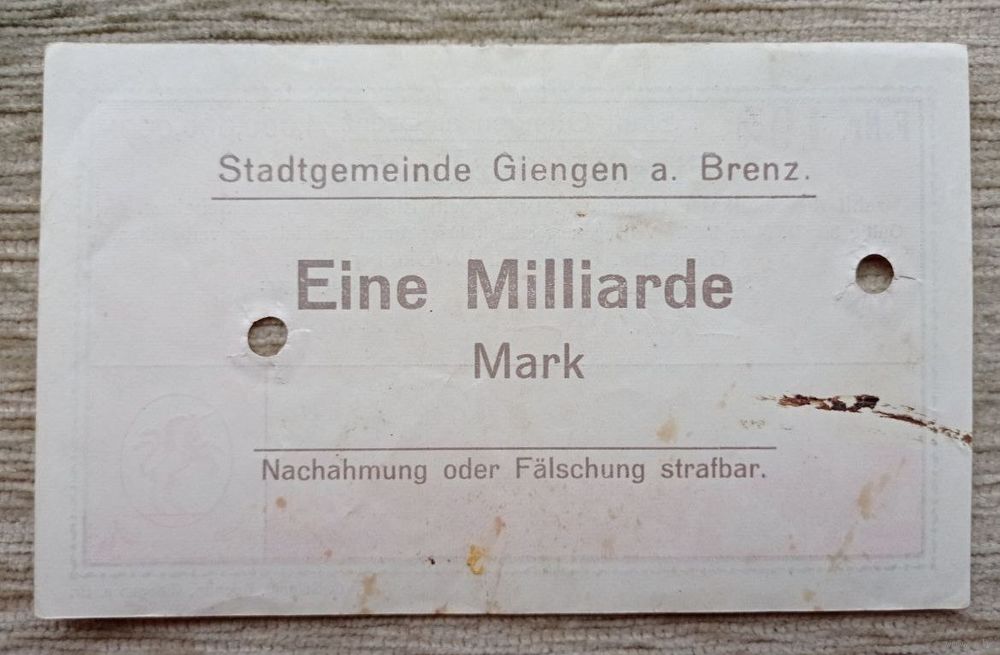 Stadtgemeinde Giengen a. Brenz.
Eine Milliarde
Mark
Nachahmung oder Fälschung strafbar.